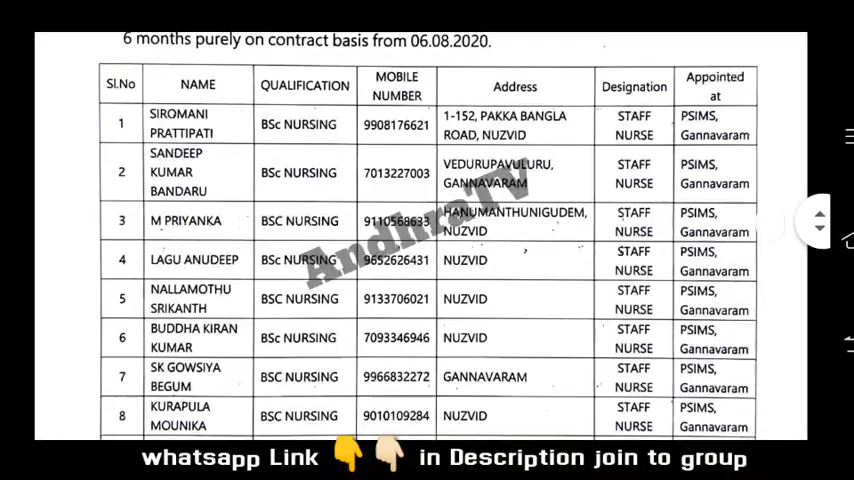 6 months purely on contract basis from 06.08.2020.
Sl.No NAME QUALIFICATION MOBILE NUMBER Address Designation Appointed at
1 SIROMANI PRATTIPATI BSc NURSING 9908176621 1-152, PAKKA BANGLA ROAD, NUZVID STAFF NURSE PSIMS, Gannavaram
2 SANDEEP KUMAR BANDARU BSc NURSING 7013227003 VEDURUPAVULURU, GANNAVARAM STAFF NURSE PSIMS, Gannavaram
3 M PRIYANKA BSC NURSING 9110568633 HANUMANTHUNIGUDEM, NUZVID STAFF NURSE PSIMS, Gannavaram
4 LAGU ANUDEEP BSc NURSING 9652626431 NUZVID STAFF NURSE PSIMS, Gannavaram
5 NALLAMOTHU SRIKANTH BSC NURSING 9133706021 NUZVID STAFF NURSE PSIMS, Gannavaram
6 BUDDHA KIRAN KUMAR BSc NURSING 7093346946 NUZVID STAFF NURSE PSIMS, Gannavaram
7 SK GOWSIYA BEGUM BSC NURSING 9966832272 GANNAVARAM STAFF NURSE PSIMS, Gannavaram
8 KURAPULA MOUNIKA BSC NURSING 9010109284 NUZVID STAFF NURSE PSIMS, Gannavaram
AndhraTV
whatsapp Link 👇 👇🏻 in Description join to group